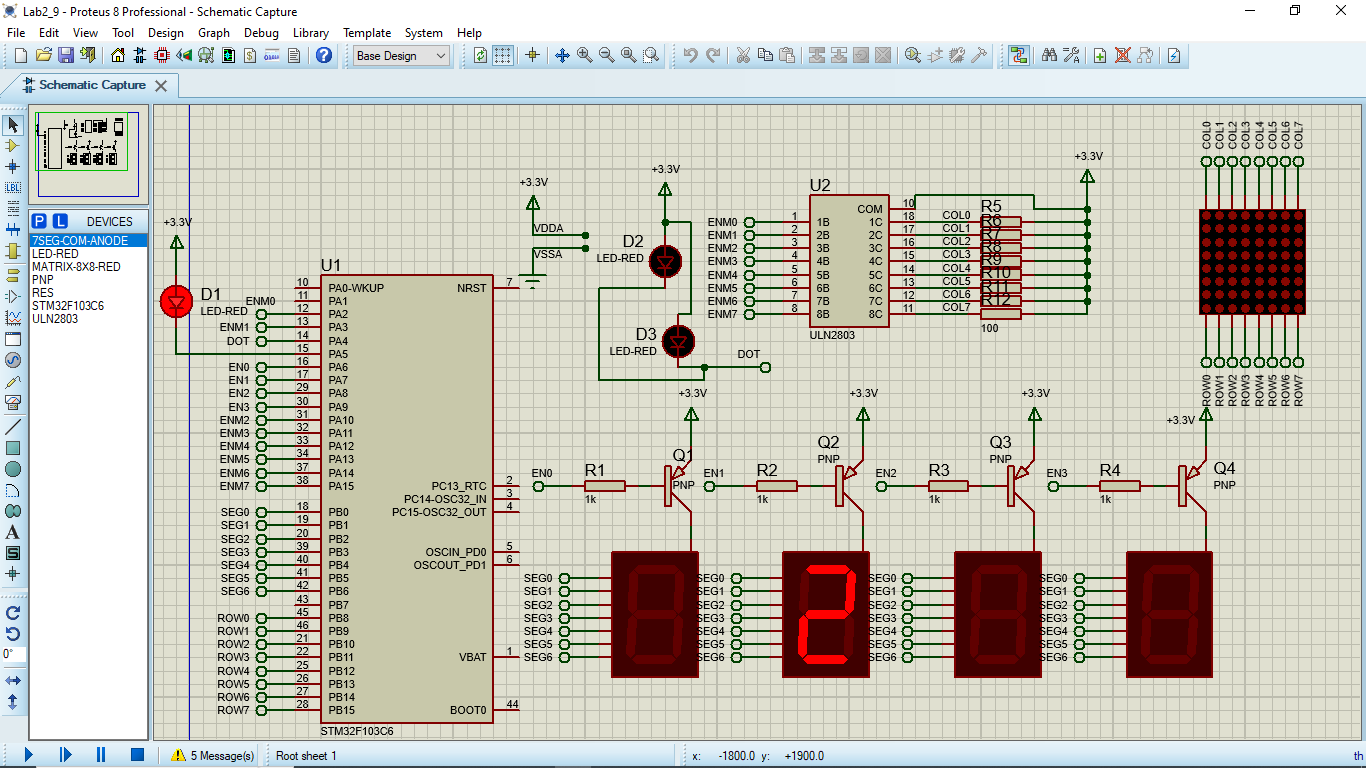 Lab2_9 - Proteus 8 Professional - Schematic Capture
File Edit View Tool Design Graph Debug Library Template System Help
Base Design
Schematic Capture
P L DEVICES
7SEG-COM-ANODE
LED-RED
MATRIX-8X8-RED
PNP
RES
STM32F103C6
ULN2803
LBL
A
S
0°
+3.3V
D1
LED-RED
U1
10 PA0-WKUP
ENM0 11 PA1
12 PA2
ENM1 13 PA3
DOT 14 PA4
15 PA5
EN0 16 PA6
EN1 17 PA7
EN2 29 PA8
EN3 30 PA9
ENM2 31 PA10
ENM3 32 PA11
ENM4 33 PA12
ENM5 34 PA13
ENM6 37 PA14
ENM7 38 PA15
SEG0 18 PB0
SEG1 19 PB1
SEG2 20 PB2
SEG3 39 PB3
SEG4 40 PB4
SEG5 41 PB5
SEG6 42 PB6
43 PB7
ROW0 45 PB8
ROW1 46 PB9
ROW2 21 PB10
ROW3 22 PB11
ROW4 25 PB12
ROW5 26 PB13
ROW6 27 PB14
ROW7 28 PB15
NRST 7
PC13_RTC 2
PC14-OSC32_IN 3
PC15-OSC32_OUT 4
OSCIN_PD0 5
OSCOUT_PD1 6
VBAT 1
BOOT0 44
STM32F103C6
+3.3V
VDDA
VSSA
+3.3V
D2
LED-RED
D3
LED-RED
DOT
U2
ENM0 1 1B
ENM1 2 2B
ENM2 3 3B
ENM3 4 4B
ENM4 5 5B
ENM5 6 6B
ENM6 7 7B
ENM7 8 8B
COM 10
1C 18 COL0
2C 17 COL1
3C 16 COL2
4C 15 COL3
5C 14 COL4
6C 13 COL5
7C 12 COL6
8C 11 COL7
ULN2803
+3.3V
R5
R6
R7
R8
R9
R10
R11
R12
100
COL0 COL1 COL2 COL3 COL4 COL5 COL6 COL7
ROW0 ROW1 ROW2 ROW3 ROW4 ROW5 ROW6 ROW7
+3.3V
+3.3V
+3.3V
+3.3V
EN0 R1
1k
Q1
PNP
EN1 R2
1k
Q2
PNP
EN2 R3
1k
Q3
PNP
EN3 R4
1k
Q4
PNP
SEG0 SEG0 SEG0 SEG0
SEG1 SEG1 SEG1 SEG1
SEG2 SEG2 SEG2 SEG2
SEG3 SEG3 SEG3 SEG3
SEG4 SEG4 SEG4 SEG4
SEG5 SEG5 SEG5 SEG5
SEG6 SEG6 SEG6 SEG6
2
5 Message(s) Root sheet 1 x: -1800.0 y: +1900.0 th